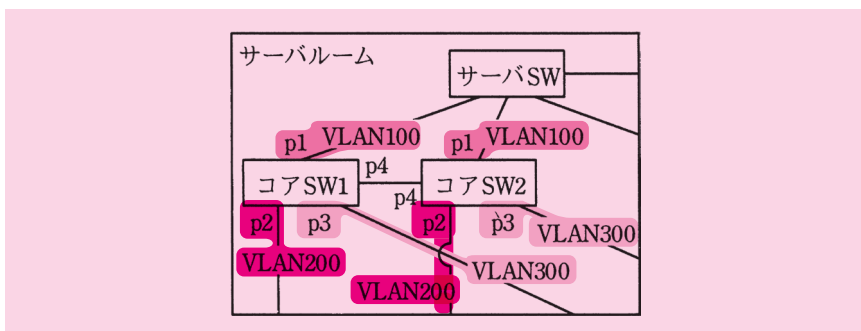 サーバルーム
サーバSW
p1 VLAN100
p1 VLAN100
コアSW1
p4
p4
コアSW2
p2
p3
p2
p3
VLAN300
VLAN200
VLAN300
VLAN200